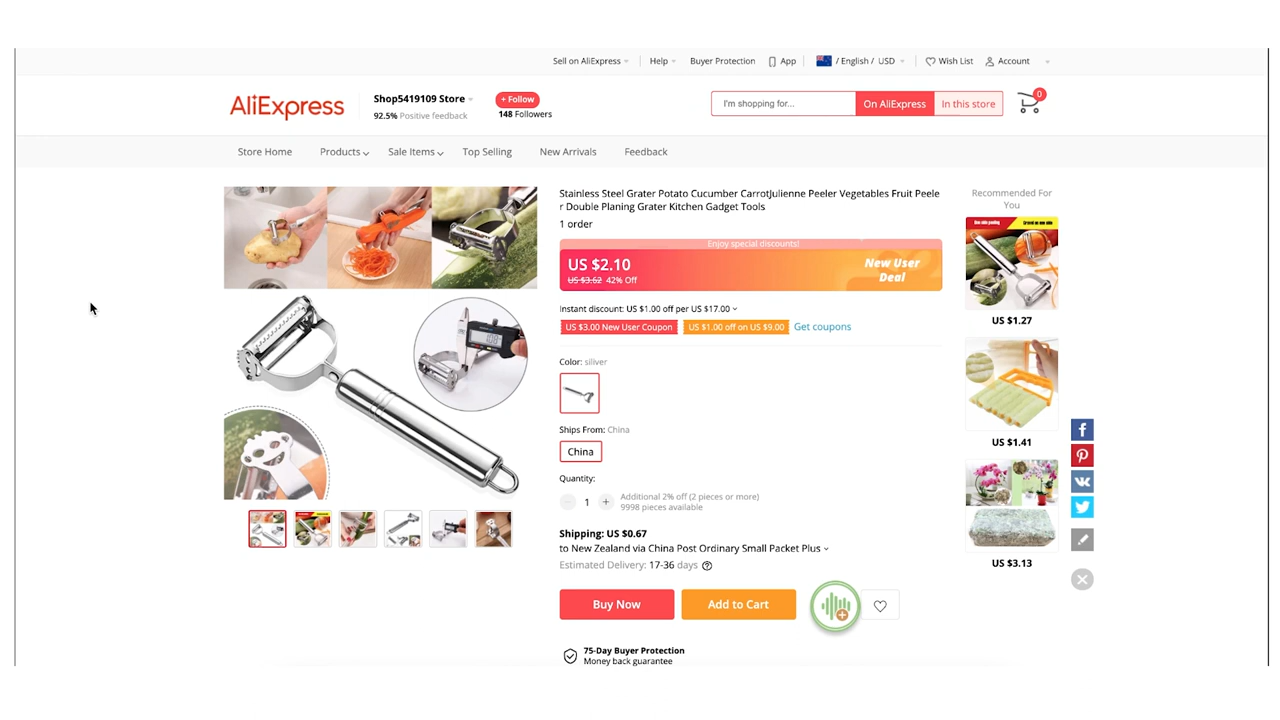 Sell on AliExpress
Help
Buyer Protection
App
/ English / USD
Wish List
Account
AliExpress
Shop5419109 Store
92.5% Positive feedback
+ Follow
148 Followers
I'm shopping for...
On AliExpress
In this store
0
Store Home
Products
Sale Items
Top Selling
New Arrivals
Feedback
Stainless Steel Grater Potato Cucumber CarrotJulienne Peeler Vegetables Fruit Peele
r Double Planing Grater Kitchen Gadget Tools
1 order
Enjoy special discounts!
US $2.10
US $3.62 42% Off
New User
Deal
Instant discount: US $1.00 off per US $17.00
US $3.00 New User Coupon
US $1.00 off on US $9.00
Get coupons
Color: siliver
Ships From: China
China
Quantity:
1
Additional 2% off (2 pieces or more)
9998 pieces available
Shipping: US $0.67
to New Zealand via China Post Ordinary Small Packet Plus
Estimated Delivery: 17-36 days
Buy Now
Add to Cart
75-Day Buyer Protection
Money back guarantee
Recommended For
You
US $1.27
US $1.41
US $3.13